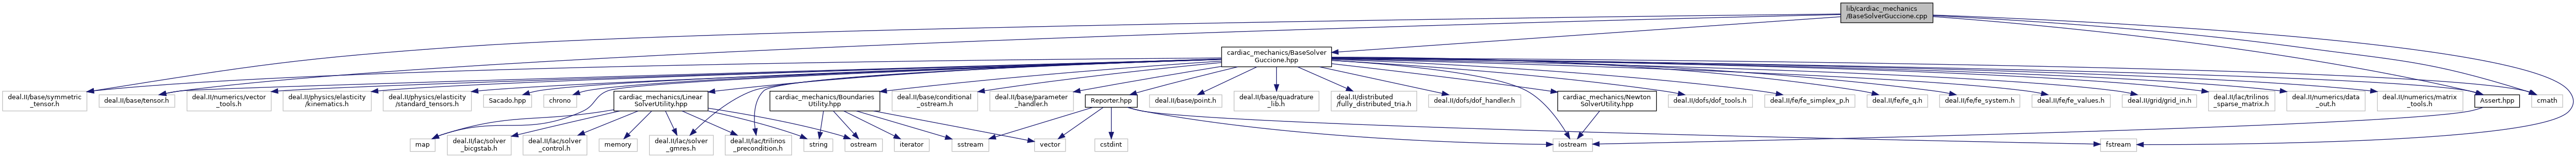 lib/cardiac_mechanics
/BaseSolverGuccione.cpp
cardiac_mechanics/BaseSolver
Guccione.hpp
deal.II/base/symmetric
_tensor.h
deal.II/base/tensor.h
deal.II/numerics/vector
_tools.h
deal.II/physics/elasticity
/kinematics.h
deal.II/physics/elasticity
/standard_tensors.h
Sacado.hpp
chrono
cardiac_mechanics/Linear
SolverUtility.hpp
cardiac_mechanics/Boundaries
Utility.hpp
deal.II/base/conditional
_ostream.h
deal.II/base/parameter
_handler.h
Reporter.hpp
deal.II/base/point.h
deal.II/base/quadrature
_lib.h
deal.II/distributed
/fully_distributed_tria.h
deal.II/dofs/dof_handler.h
cardiac_mechanics/Newton
SolverUtility.hpp
deal.II/dofs/dof_tools.h
deal.II/fe/fe_simplex_p.h
deal.II/fe/fe_q.h
deal.II/fe/fe_system.h
deal.II/fe/fe_values.h
deal.II/grid/grid_in.h
deal.II/lac/trilinos
_sparse_matrix.h
deal.II/numerics/data
_out.h
deal.II/numerics/matrix
_tools.h
Assert.hpp
cmath
map
deal.II/lac/solver
_bicgstab.h
deal.II/lac/solver
_control.h
memory
deal.II/lac/solver
_gmres.h
deal.II/lac/trilinos
_precondition.h
string
ostream
iterator
sstream
vector
cstdint
iostream
fstream